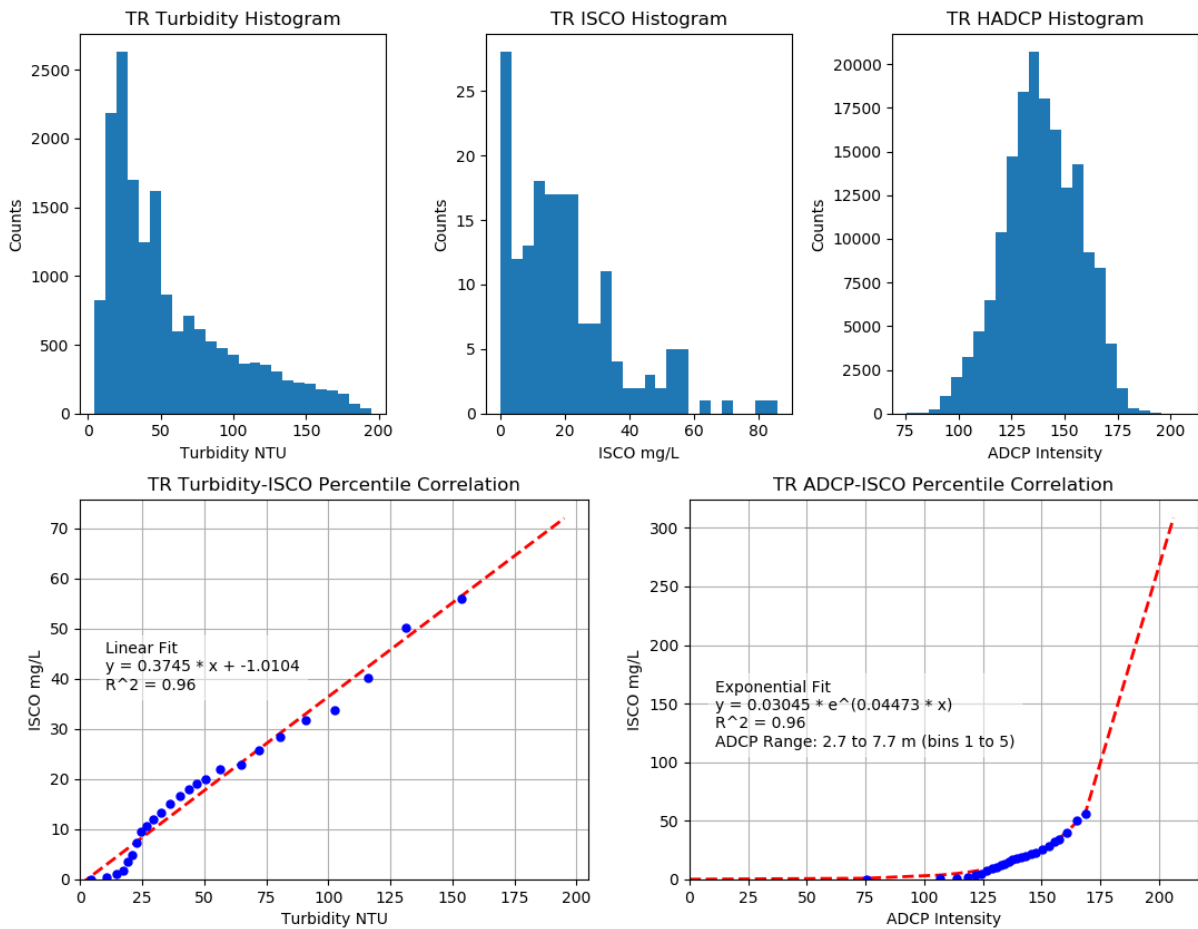 TR Turbidity Histogram
Counts
2500
2000
1500
1000
500
0
0 50 100 150 200
Turbidity NTU
TR ISCO Histogram
Counts
25
20
15
10
5
0
0 20 40 60 80
ISCO mg/L
TR HADCP Histogram
Counts
20000
17500
15000
12500
10000
7500
5000
2500
0
75 100 125 150 175 200
ADCP Intensity
TR Turbidity-ISCO Percentile Correlation
ISCO mg/L
70
60
50
40
30
20
10
0
Linear Fit
y = 0.3745 * x + -1.0104
R^2 = 0.96
0 25 50 75 100 125 150 175 200
Turbidity NTU
TR ADCP-ISCO Percentile Correlation
ISCO mg/L
300
250
200
150
100
50
0
Exponential Fit
y = 0.03045 * e^(0.04473 * x)
R^2 = 0.96
ADCP Range: 2.7 to 7.7 m (bins 1 to 5)
0 25 50 75 100 125 150 175 200
ADCP Intensity